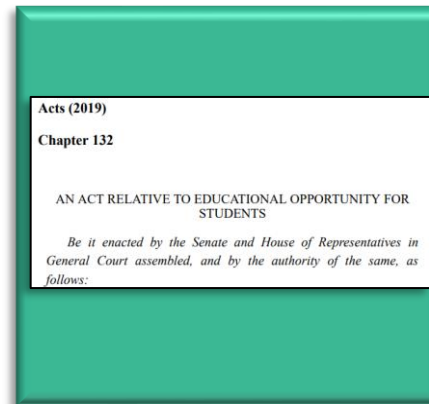 Acts (2019)
Chapter 132
AN ACT RELATIVE TO EDUCATIONAL OPPORTUNITY FOR
STUDENTS
Be it enacted by the Senate and House of Representatives in
General Court assembled, and by the authority of the same, as
follows: